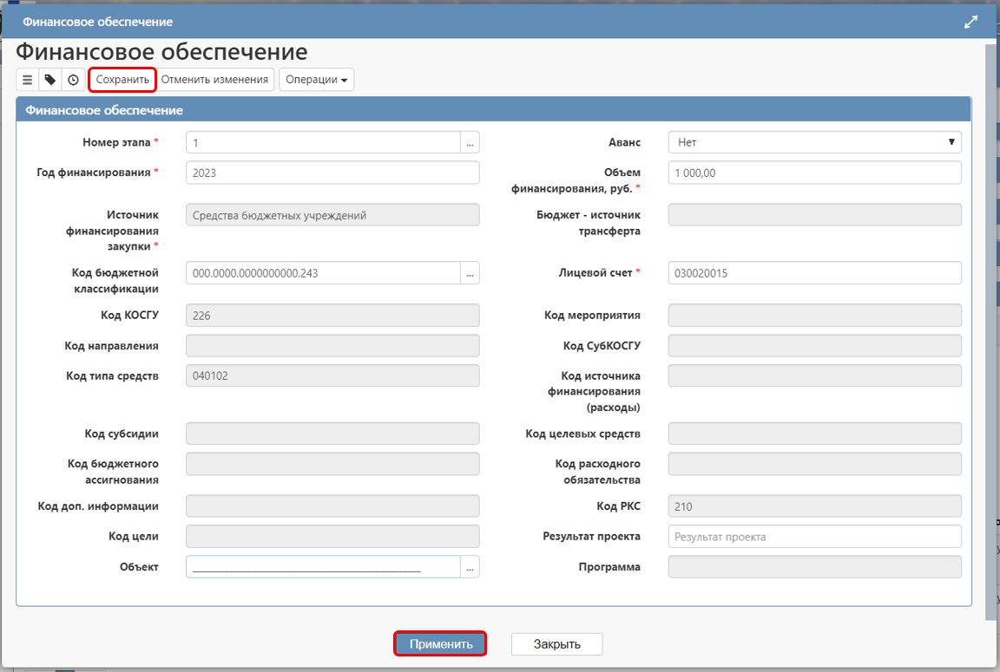 Финансовое обеспечение
Финансовое обеспечение
Сохранить Отменить изменения Операции
Финансовое обеспечение
Номер этапа * 1 ... Аванс Нет
Год финансирования * 2023 Объем
финансирования, руб. * 1 000,00
Источник
финансирования
закупки * Средства бюджетных учреждений Бюджет - источник
трансферта
Код бюджетной
классификации 000.0000.0000000000.243 ... Лицевой счет * 030020015
Код КОСГУ 226 Код мероприятия
Код направления Код СубКОСГУ
Код типа средств 040102 Код источника
финансирования
(расходы)
Код субсидии Код целевых средств
Код бюджетного
ассигнования Код расходного
обязательства
Код доп. информации Код РКС 210
Код цели Результат проекта Результат проекта
Объект ... Программа
Применить Закрыть